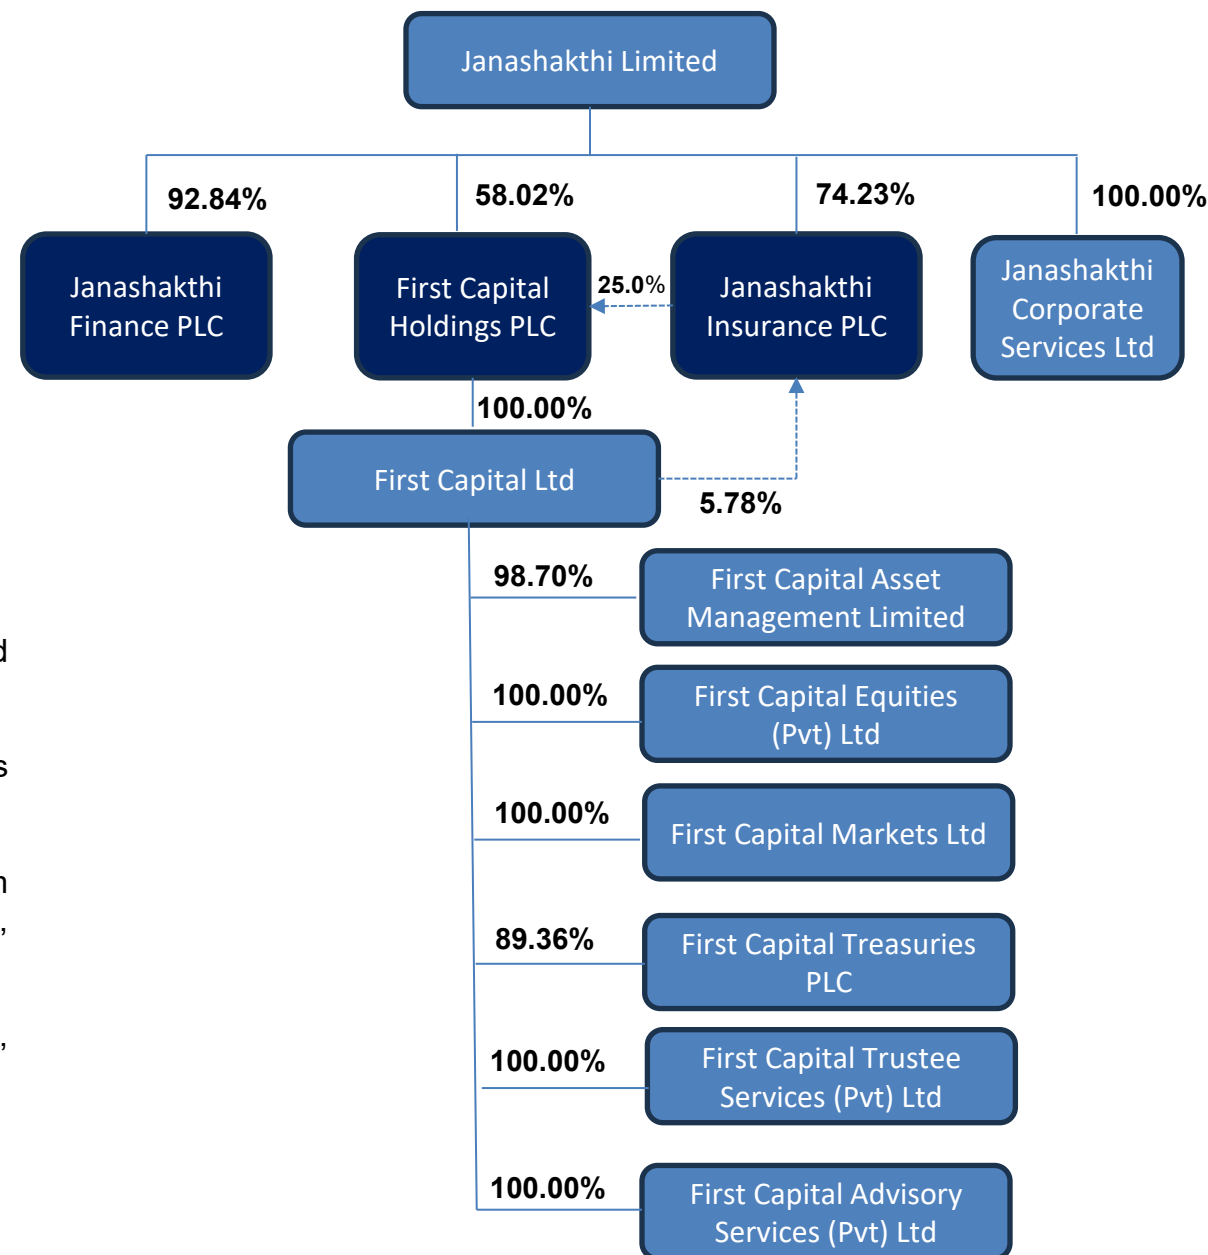 Janashakthi Limited
92.84%
58.02%
74.23%
100.00%
Janashakthi
Finance PLC
First Capital
Holdings PLC
25.0%
Janashakthi
Insurance PLC
Janashakthi
Corporate
Services Ltd
100.00%
First Capital Ltd
5.78%
98.70%
First Capital Asset
Management Limited
d
100.00%
First Capital Equities
(Pvt) Ltd
s
100.00%
First Capital Markets Ltd
,
89.36%
First Capital Treasuries
PLC
,
100.00%
First Capital Trustee
Services (Pvt) Ltd
100.00%
First Capital Advisory
Services (Pvt) Ltd